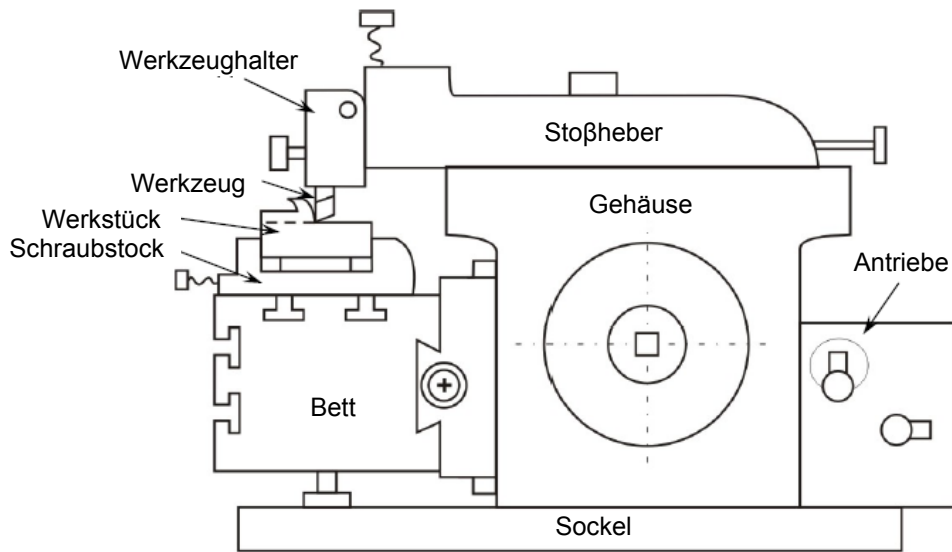 Werkzeughalter
Stoβheber
Werkzeug
Gehäuse
Werkstück
Schraubstock
Antriebe
Bett
Sockel